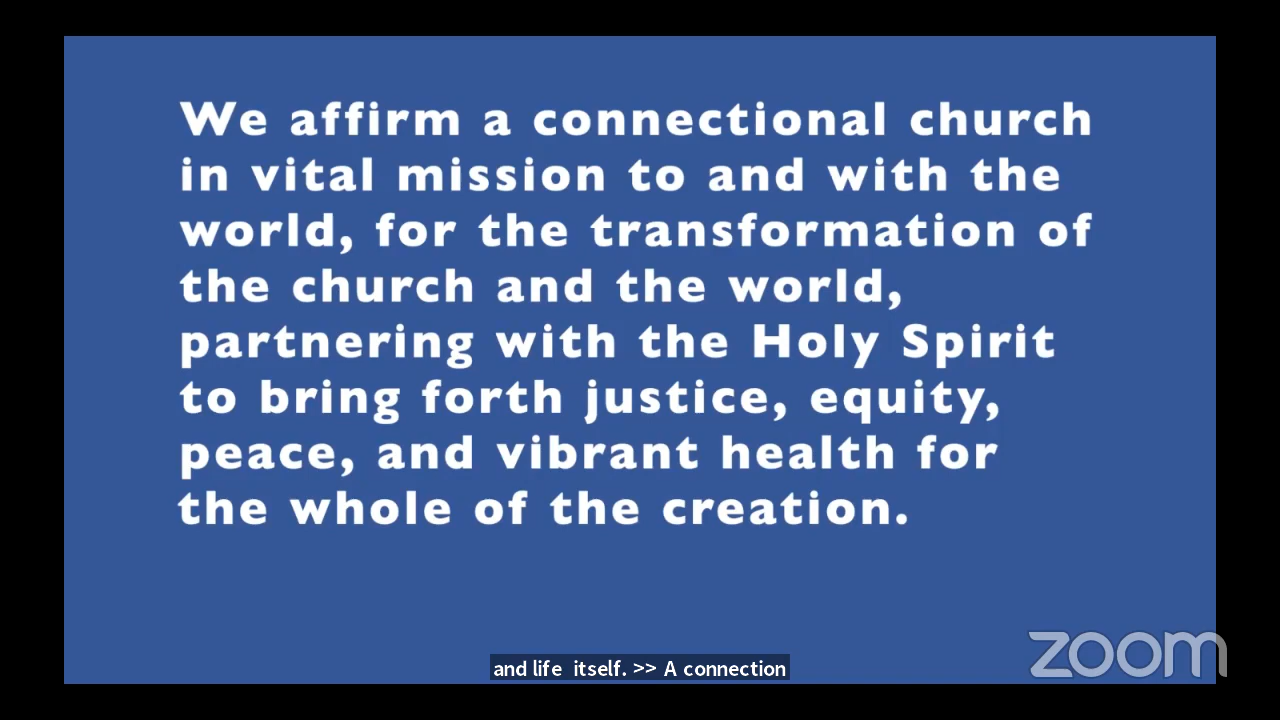 We affirm a connectional church
in vital mission to and with the
world, for the transformation of
the church and the world,
partnering with the Holy Spirit
to bring forth justice, equity,
peace, and vibrant health for
the whole of the creation.
zoom
and life itself. >> A connection